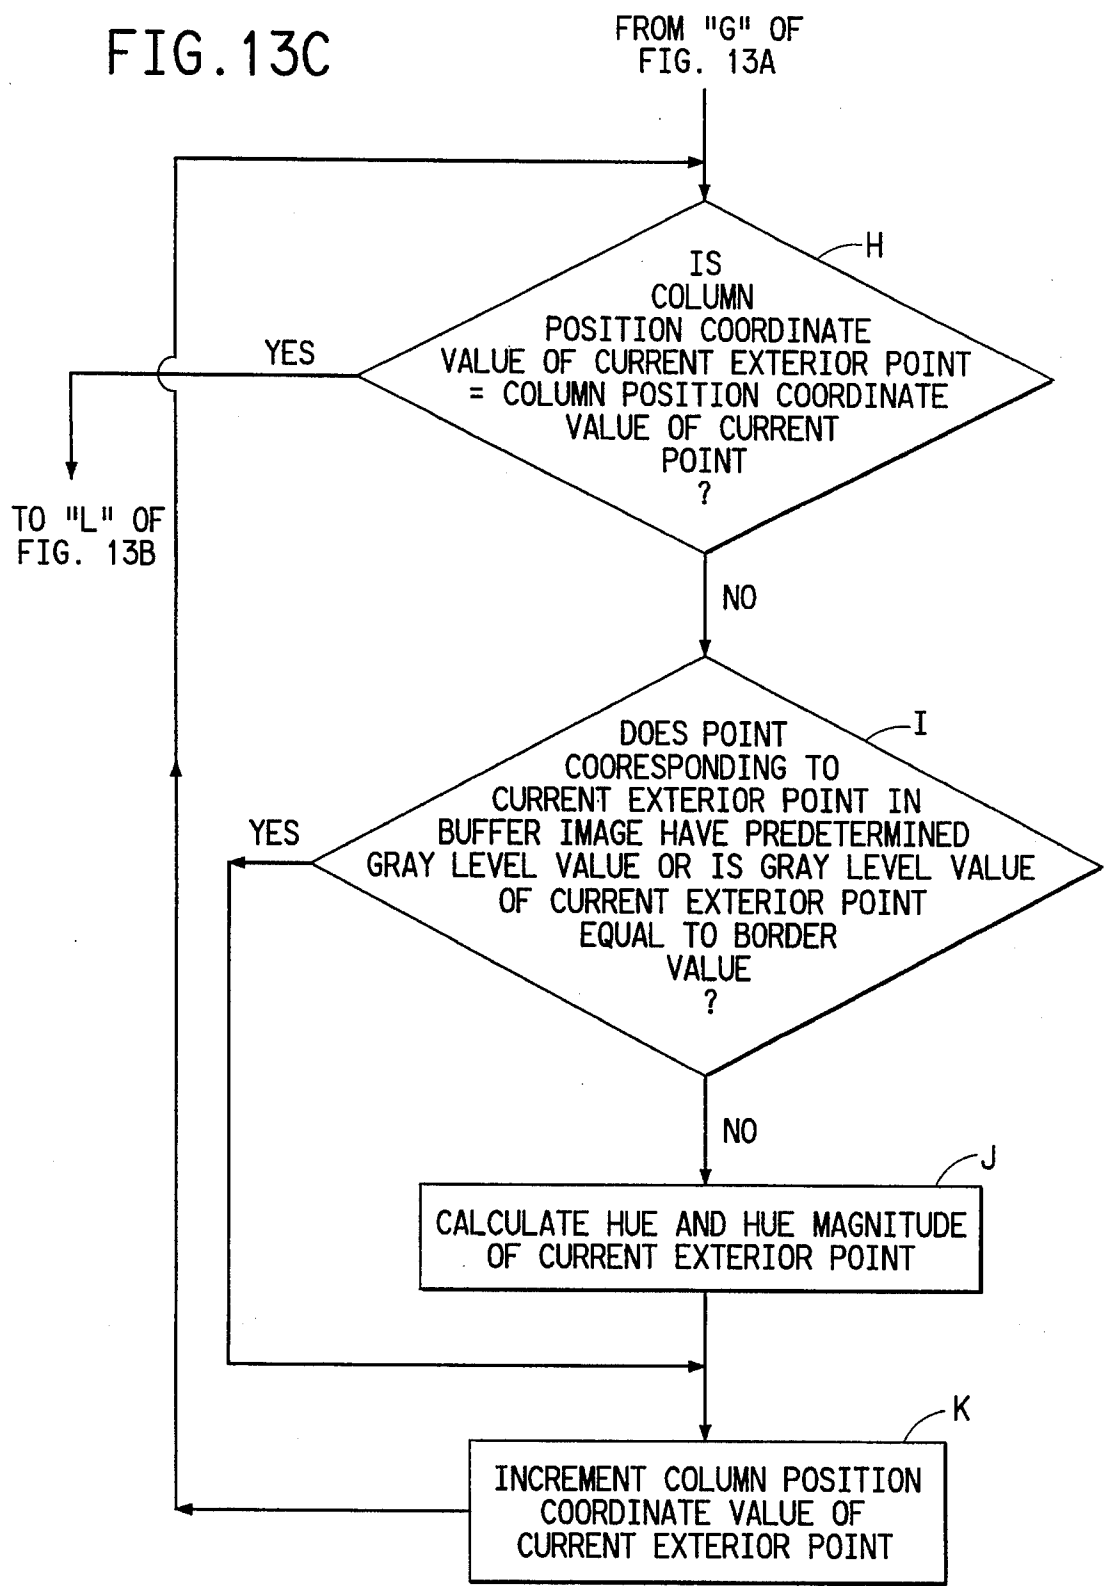 FIG.13C
FROM "G" OF
FIG. 13A
H
IS
COLUMN
POSITION COORDINATE
VALUE OF CURRENT EXTERIOR POINT
= COLUMN POSITION COORDINATE
VALUE OF CURRENT
POINT
?
YES
TO "L" OF
FIG. 13B
NO
I
DOES POINT
COORESPONDING TO
CURRENT EXTERIOR POINT IN
BUFFER IMAGE HAVE PREDETERMINED
GRAY LEVEL VALUE OR IS GRAY LEVEL VALUE
OF CURRENT EXTERIOR POINT
EQUAL TO BORDER
VALUE
?
YES
NO
J
CALCULATE HUE AND HUE MAGNITUDE
OF CURRENT EXTERIOR POINT
K
INCREMENT COLUMN POSITION
COORDINATE VALUE OF
CURRENT EXTERIOR POINT